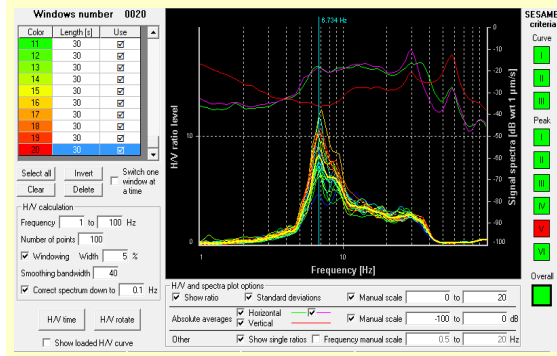 Windows number 0020
Color Length [s] Use
11 30
12 30
13 30
14 30
15 30
16 30
17 30
18 30
19 30
20 30
Select all Invert Switch one window at a time
Clear Delete
H/V calculation
Frequency 1 to 100 Hz
Number of points 100
Windowing Width 5 %
Smoothing bandwidth 40
Correct spectrum down to 0.1 Hz
H/V time H/V rotate
Show loaded H/V curve
6.734 Hz
H/V ratio level
10
0
1 10
Frequency [Hz]
0
-10
-20
-30
-40
-50
-60
-70
-80
-90
-100
Signal spectra [dB wrt 1 µm/s]
H/V and spectra plot options
Show ratio Standard deviations Manual scale 0 to 20
Absolute averages Horizontal Vertical Manual scale -100 to 0 dB
Other Show single ratios Frequency manual scale 0.5 to 20 Hz
SESAME
criteria
Curve
I
II
III
Peak
I
II
III
IV
V
VI
Overall